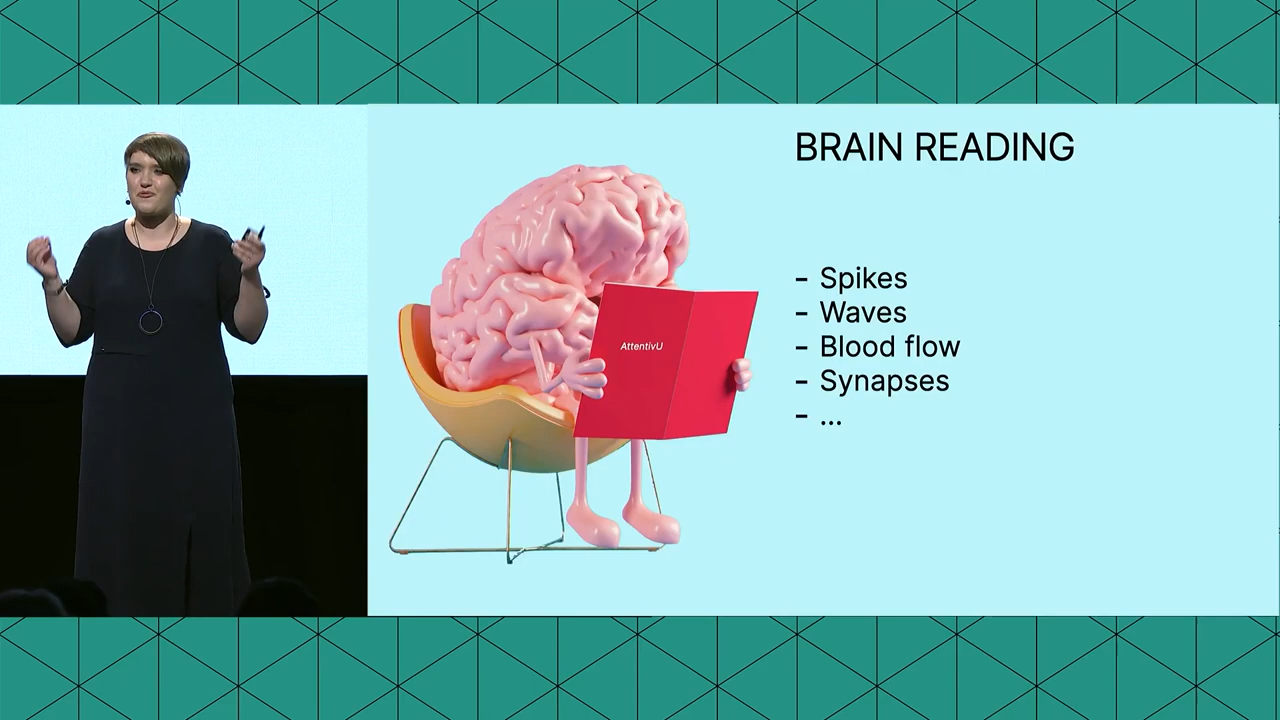 BRAIN READING
AttentivU
- Spikes
- Waves
- Blood flow
- Synapses
- ...